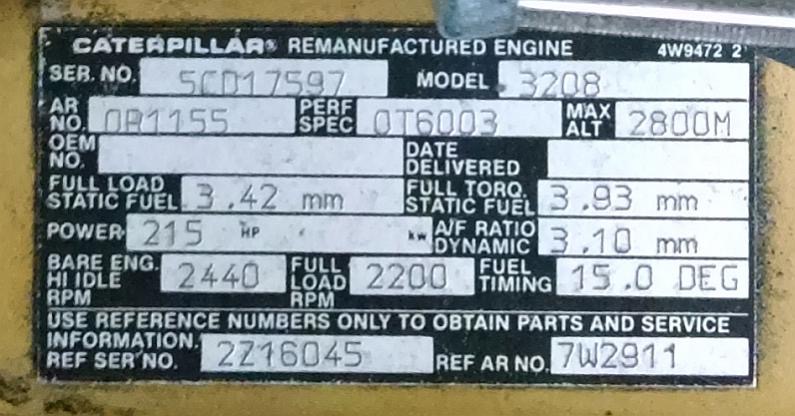 CATERPILLAR® REMANUFACTURED ENGINE 4W9472 2
SER. NO. 5CD17597 MODEL 3208
AR NO. 0R1155 PERF SPEC 0T6003 MAX ALT 2800M
OEM NO. DATE DELIVERED
FULL LOAD STATIC FUEL 3.42 mm FULL TORQ. STATIC FUEL 3.93 mm
POWER 215 HP kW A/F RATIO DYNAMIC 3.10 mm
BARE ENG. HI IDLE RPM 2440 FULL LOAD RPM 2200 FUEL TIMING 15.0 DEG
USE REFERENCE NUMBERS ONLY TO OBTAIN PARTS AND SERVICE
INFORMATION.
REF SER NO. 2Z16045 REF AR NO. 7W2911